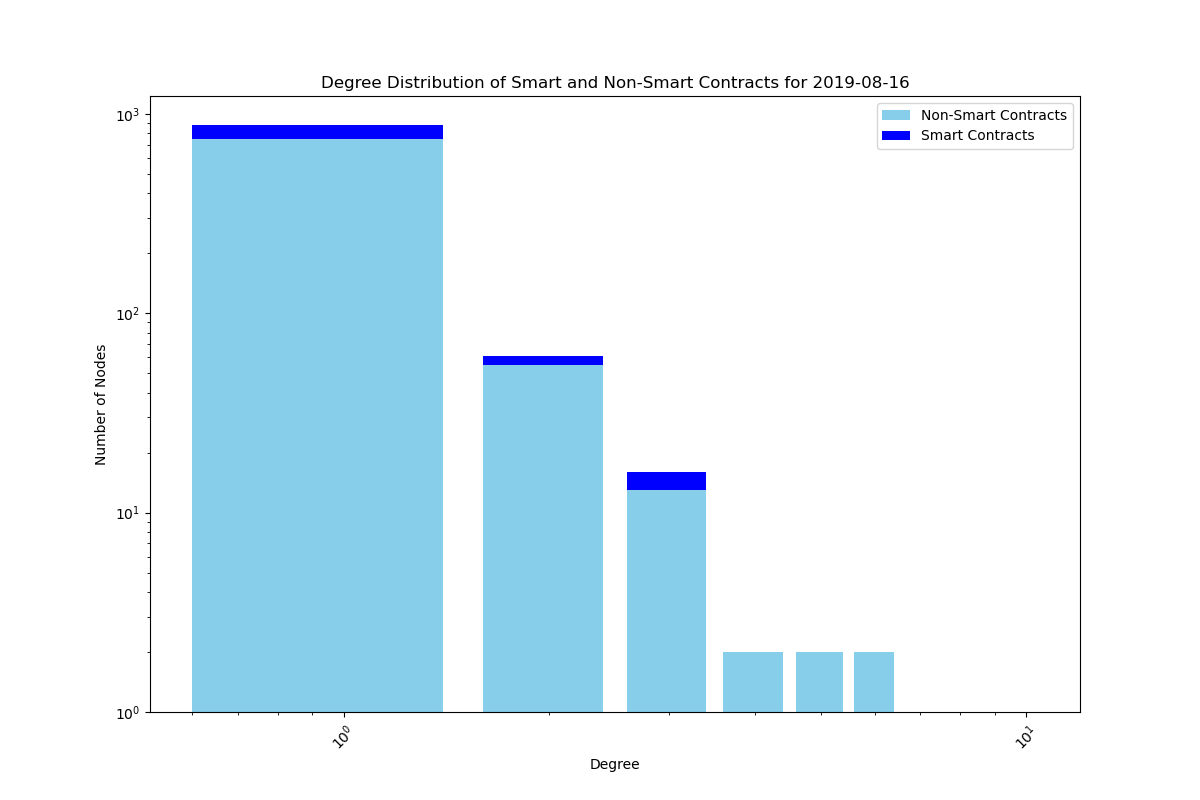 Degree Distribution of Smart and Non-Smart Contracts for 2019-08-16
Non-Smart Contracts
Smart Contracts
Number of Nodes
10³
10²
10¹
10⁰
10⁰
10¹
Degree